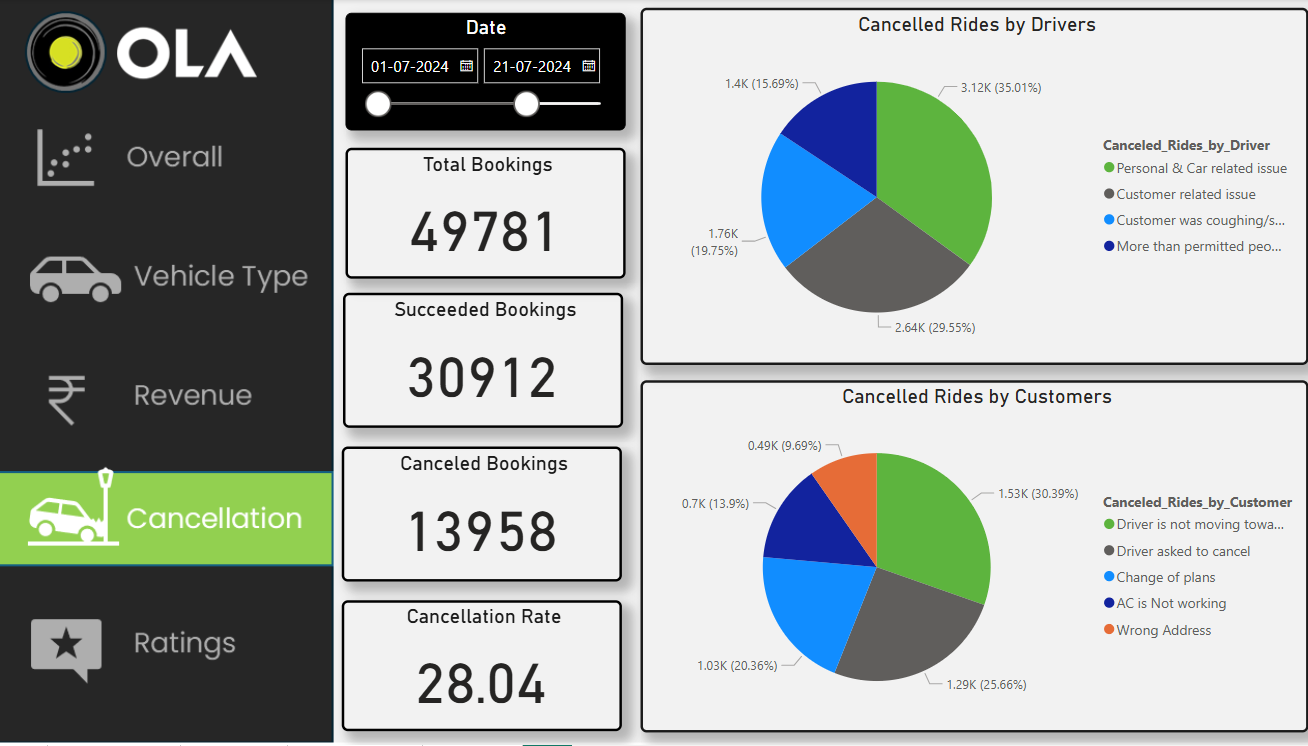 OLA
Overall
Vehicle Type
Revenue
Cancellation
Ratings
Date
01-07-2024
21-07-2024
Total Bookings
49781
Succeeded Bookings
30912
Canceled Bookings
13958
Cancellation Rate
28.04
Cancelled Rides by Drivers
1.4K (15.69%)
3.12K (35.01%)
1.76K
(19.75%)
2.64K (29.55%)
Canceled_Rides_by_Driver
Personal & Car related issue
Customer related issue
Customer was coughing/s...
More than permitted peo...
Cancelled Rides by Customers
0.49K (9.69%)
1.53K (30.39%)
0.7K (13.9%)
1.03K (20.36%)
1.29K (25.66%)
Canceled_Rides_by_Customer
Driver is not moving towa...
Driver asked to cancel
Change of plans
AC is Not working
Wrong Address